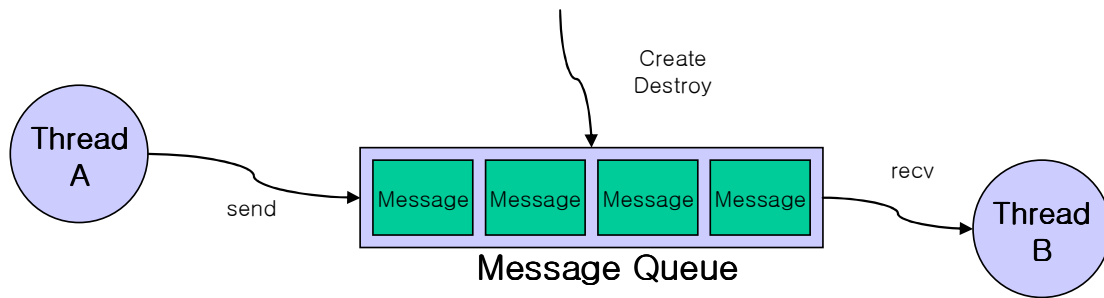 Create
Destroy
Thread
A
send
Message
Message
Message
Message
recv
Thread
B
Message Queue